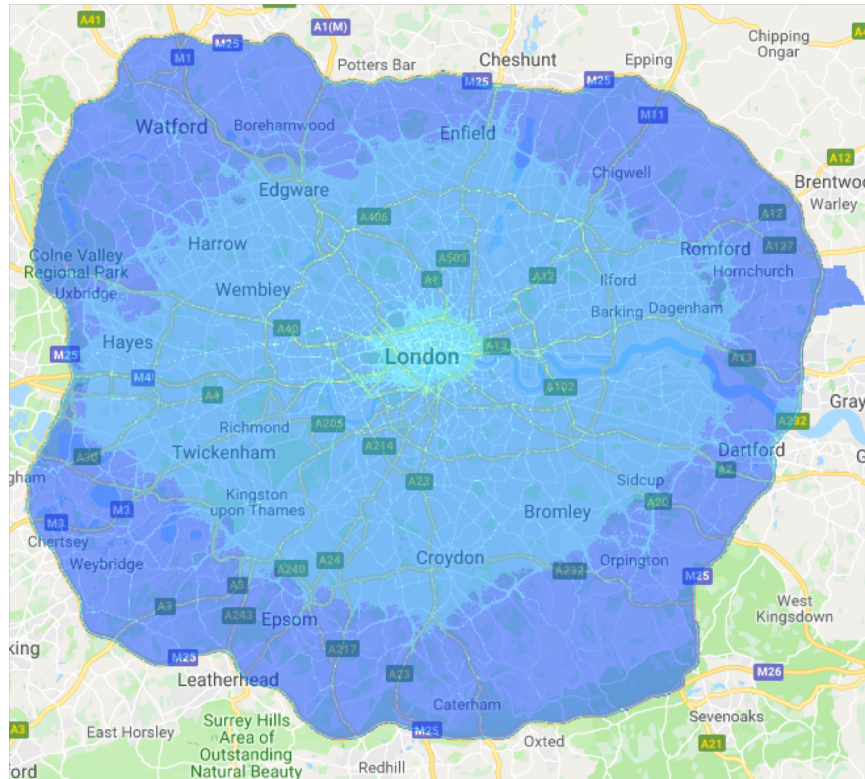 A41
A1(M)
Chipping
Ongar
M1
M25
Potters Bar
Cheshunt
Epping
M25
M25
M11
Watford
Borehamwood
Enfield
A12
Chigwell
Brentwo
Warley
Edgware
A406
A12
A127
Harrow
Romford
Colne Valley
Regional Park
Uxbridge
A503
A1
A12
Ilford
Hornchurch
Wembley
Barking
Dagenham
A40
Hayes
M25
London
A13
A13
M4
A4
A102
Gray
Richmond
A205
A282
A214
Twickenham
Dartford
A30
A2
gham
A23
Sidcup
Kingston
upon Thames
A20
M3
M3
Bromley
Chertsey
Weybridge
A24
Croydon
Orpington
A240
A232
M25
A3
A3
A243
Epsom
West
Kingsdown
king
A217
M25
Leatherhead
A23
M26
Caterham
A3
East Horsley
Surrey Hills
Area of
Outstanding
Natural Beauty
M25
Oxted
Sevenoaks
A21
ord
Redhill